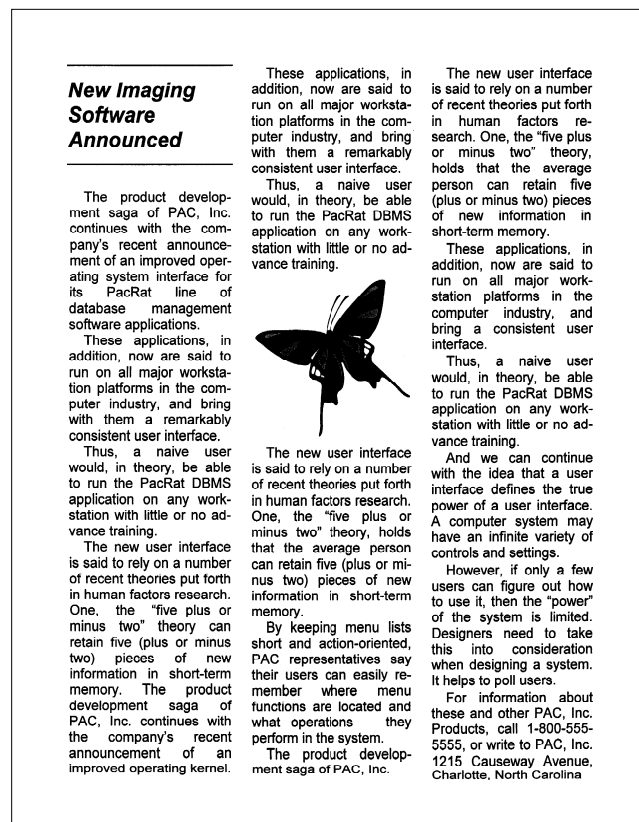 New Imaging
Software
Announced
The product develop-
ment saga of PAC, Inc.
continues with the com-
pany's recent announce-
ment of an improved oper-
ating system interface for
its PacRat line of
database management
software applications.
These applications, in
addition, now are said to
run on all major worksta-
tion platforms in the com-
puter industry, and bring
with them a remarkably
consistent user interface.
Thus, a naive user
would, in theory, be able
to run the PacRat DBMS
application on any work-
station with little or no ad-
vance training.
The new user interface
is said to rely on a number
of recent theories put forth
in human factors research.
One, the "five plus or
minus two" theory can
retain five (plus or minus
two) pieces of new
information in short-term
memory. The product
development saga of
PAC, Inc. continues with
the company's recent
announcement of an
improved operating kernel.
These applications, in
addition, now are said to
run on all major worksta-
tion platforms in the com-
puter industry, and bring
with them a remarkably
consistent user interface.
Thus, a naive user
would, in theory, be able
to run the PacRat DBMS
application on any work-
station with little or no ad-
vance training.
The new user interface
is said to rely on a number
of recent theories put forth
in human factors research.
One, the "five plus or
minus two" theory, holds
that the average person
can retain five (plus or mi-
nus two) pieces of new
information in short-term
memory.
By keeping menu lists
short and action-oriented,
PAC representatives say
their users can easily re-
member where menu
functions are located and
what operations they
perform in the system.
The product develop-
ment saga of PAC, Inc.
The new user interface
is said to rely on a number
of recent theories put forth
in human factors re-
search. One, the "five plus
or minus two" theory,
holds that the average
person can retain five
(plus or minus two) pieces
of new information in
short-term memory.
These applications, in
addition, now are said to
run on all major work-
station platforms in the
computer industry, and
bring a consistent user
interface.
Thus, a naive user
would, in theory, be able
to run the PacRat DBMS
application on any work-
station with little or no ad-
vance training.
And we can continue
with the idea that a user
interface defines the true
power of a user interface.
A computer system may
have an infinite variety of
controls and settings.
However, if only a few
users can figure out how
to use it, then the "power"
of the system is limited.
Designers need to take
this into consideration
when designing a system.
It helps to poll users.
For information about
these and other PAC, Inc.
Products, call 1-800-555-
5555, or write to PAC, Inc.
1215 Causeway Avenue,
Charlotte, North Carolina